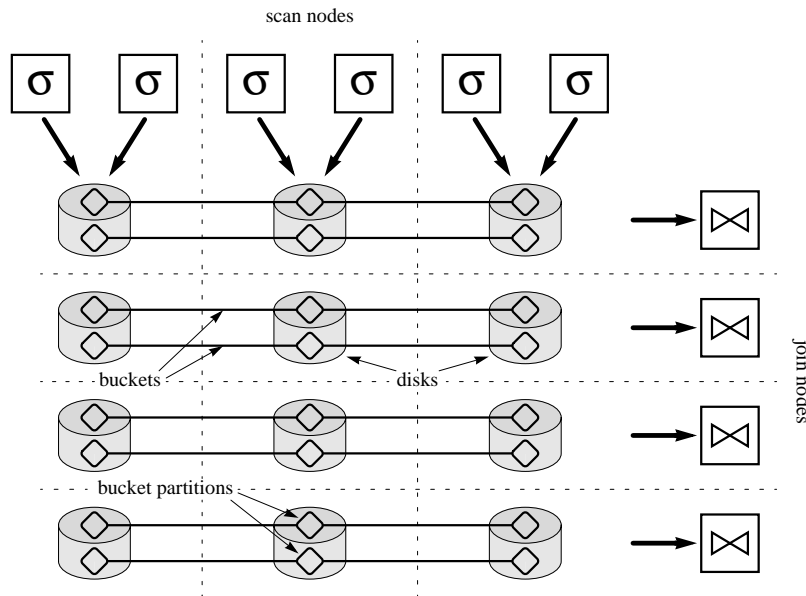 scan nodes
σ σ σ σ σ σ
buckets
disks
join nodes
bucket partitions